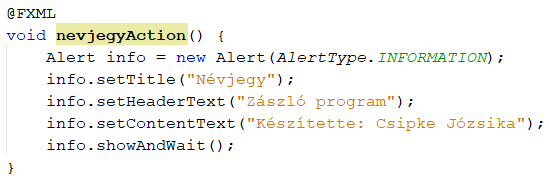 @FXML
void nevjegyAction() {
    Alert info = new Alert(AlertType.INFORMATION);
    info.setTitle("Névjegy");
    info.setHeaderText("Zászló program");
    info.setContentText("Készítette: Csipke Józsika");
    info.showAndWait();
}